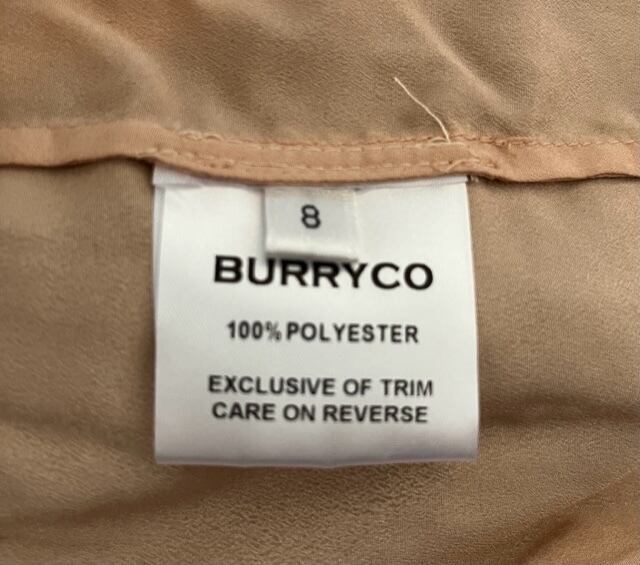 8
BURRYCO
100% POLYESTER
EXCLUSIVE OF TRIM
CARE ON REVERSE